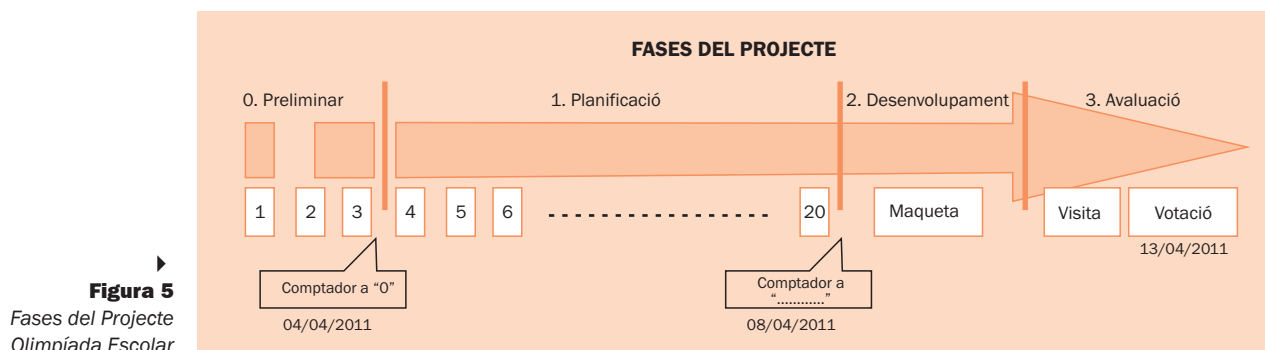 FASES DEL PROJECTE
0. Preliminar
1. Planificació
2. Desenvolupament
3. Avaluació
1 2 3 4 5 6 20 Maqueta Visita Votació
13/04/2011
Comptador a “0”
04/04/2011
Comptador a
“............”
08/04/2011
Figura 5
Fases del Projecte
Olimpíada Escolar